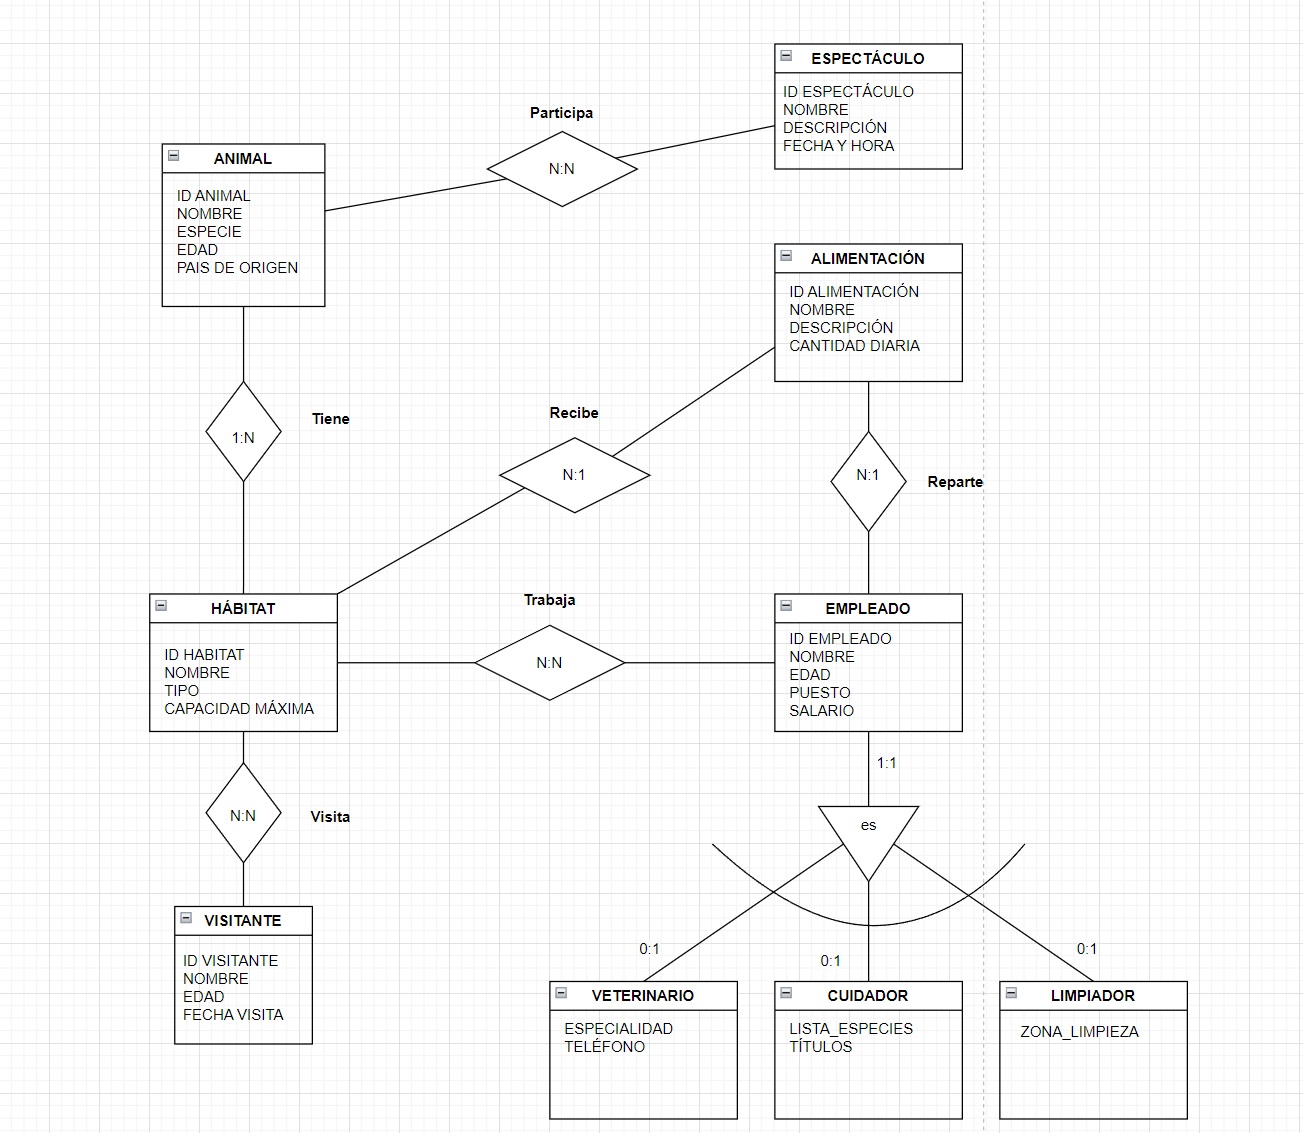 ESPECTÁCULO
ID ESPECTÁCULO
NOMBRE
DESCRIPCIÓN
FECHA Y HORA
Participa
N:N
ANIMAL
ID ANIMAL
NOMBRE
ESPECIE
EDAD
PAIS DE ORIGEN
ALIMENTACIÓN
ID ALIMENTACIÓN
NOMBRE
DESCRIPCIÓN
CANTIDAD DIARIA
Tiene
1:N
Recibe
N:1
N:1
Reparte
HÁBITAT
ID HABITAT
NOMBRE
TIPO
CAPACIDAD MÁXIMA
Trabaja
N:N
EMPLEADO
ID EMPLEADO
NOMBRE
EDAD
PUESTO
SALARIO
1:1
es
N:N
Visita
VISITANTE
ID VISITANTE
NOMBRE
EDAD
FECHA VISITA
0:1
0:1
0:1
VETERINARIO
ESPECIALIDAD
TELÉFONO
CUIDADOR
LISTA_ESPECIES
TÍTULOS
LIMPIADOR
ZONA_LIMPIEZA